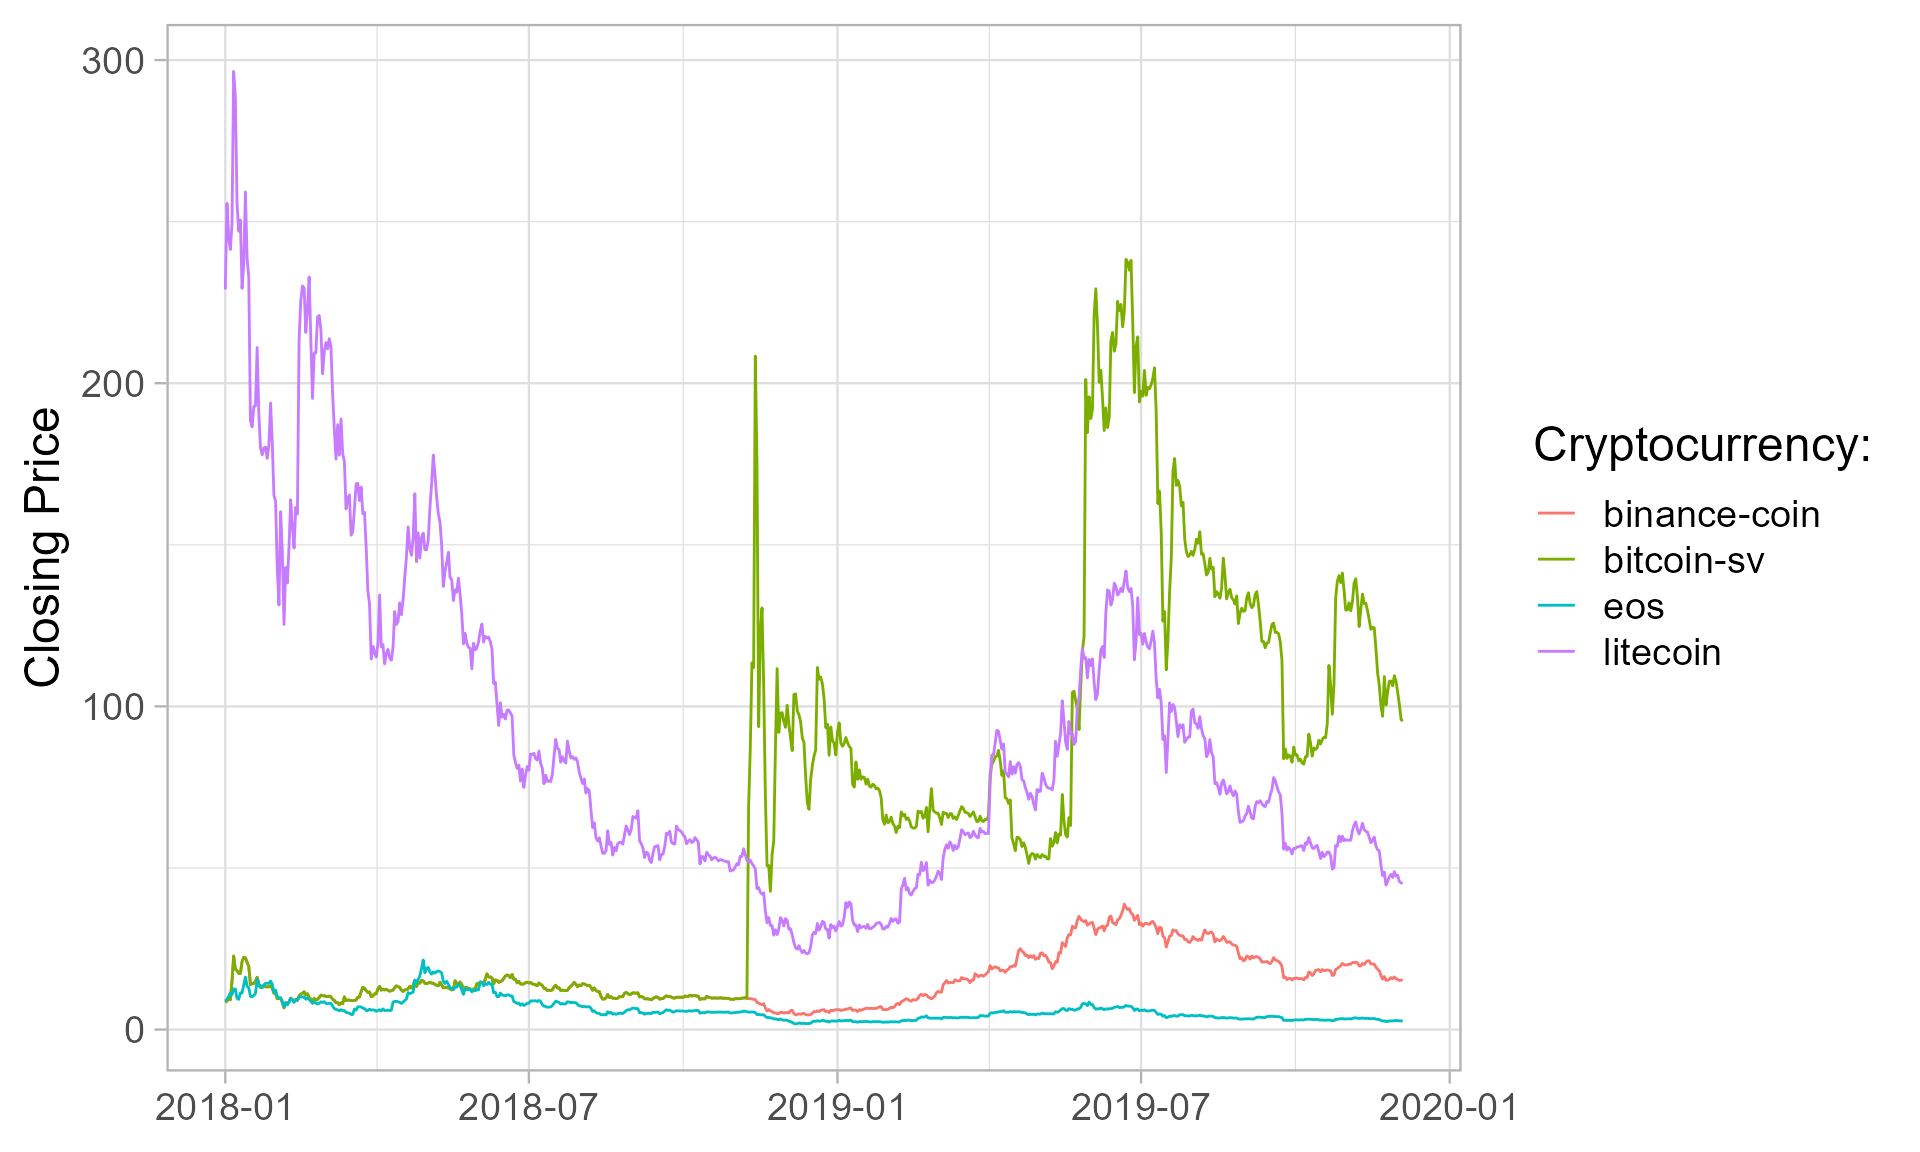 300
200
100
0
Closing Price
2018-01
2018-07
2019-01
2019-07
2020-01
Cryptocurrency:
binance-coin
bitcoin-sv
eos
litecoin